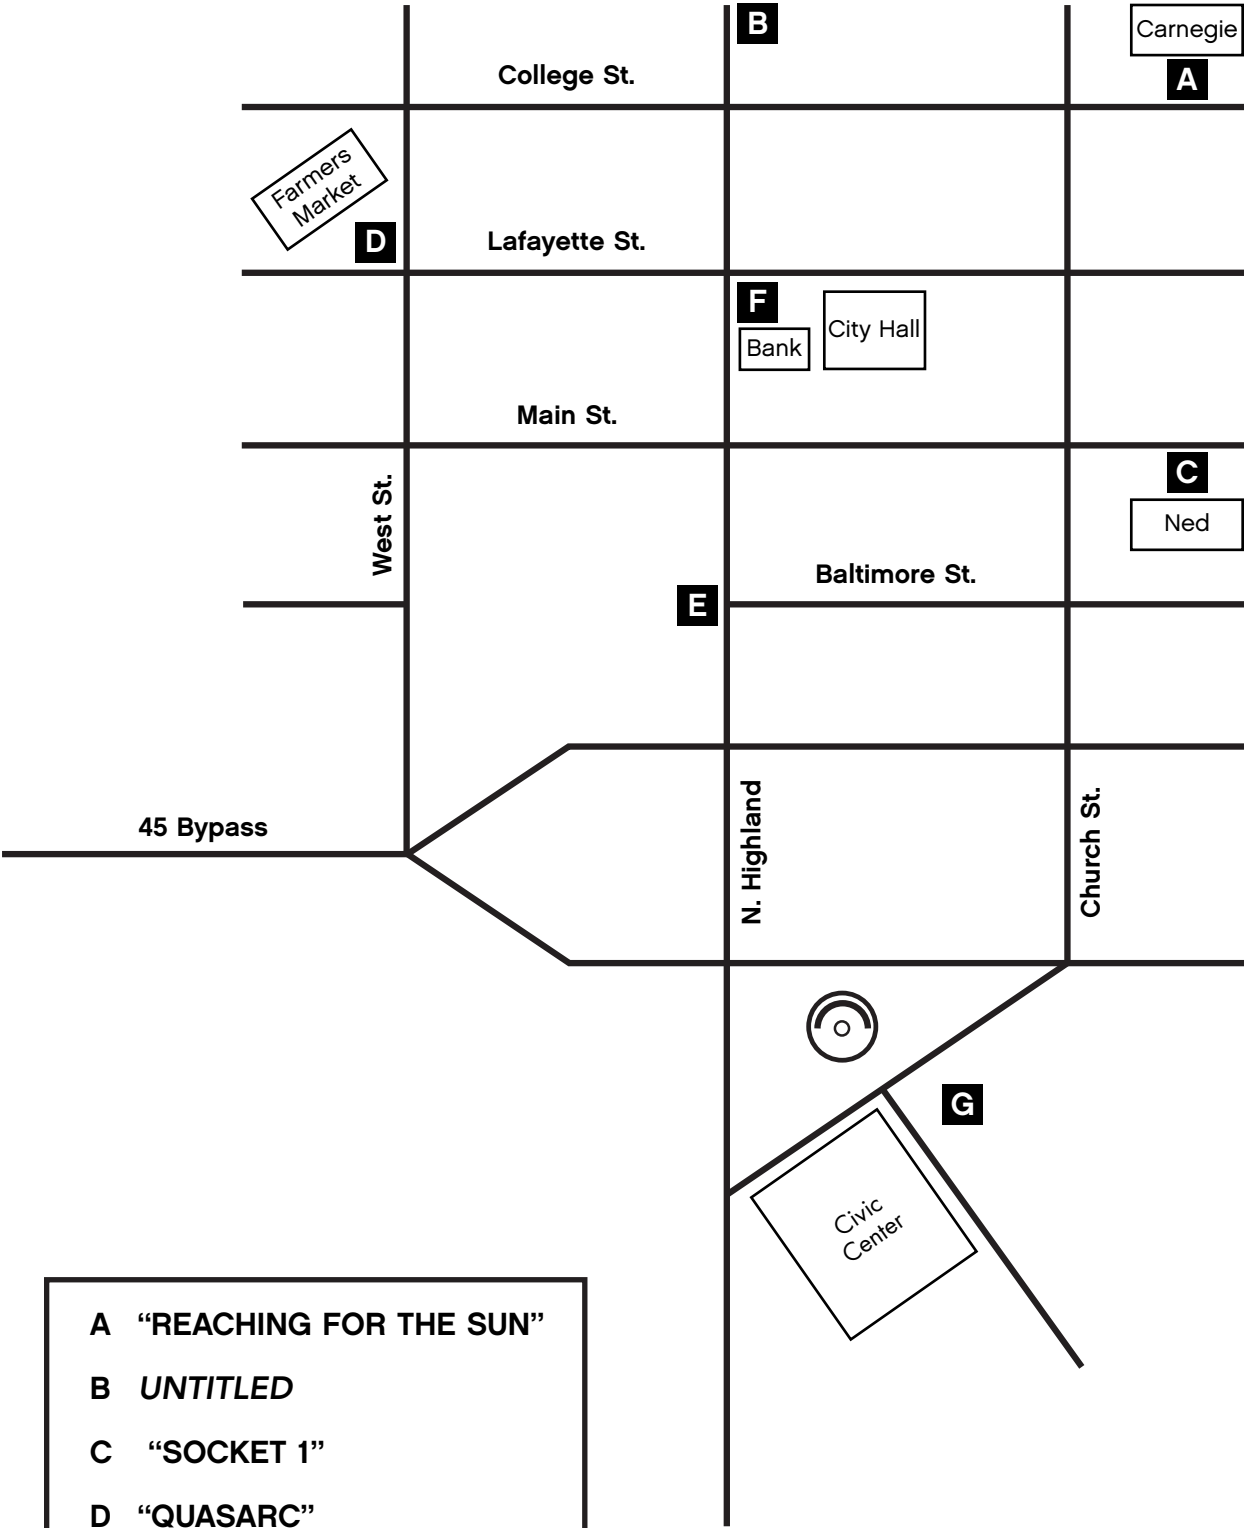 B
Carnegie
A
College St.
Farmers
Market
D
Lafayette St.
F
Bank
City Hall
Main St.
C
Ned
West St.
Baltimore St.
E
45 Bypass
N. Highland
Church St.
G
Civic
Center
A “REACHING FOR THE SUN”
B UNTITLED
C “SOCKET 1”
D “QUASARC”